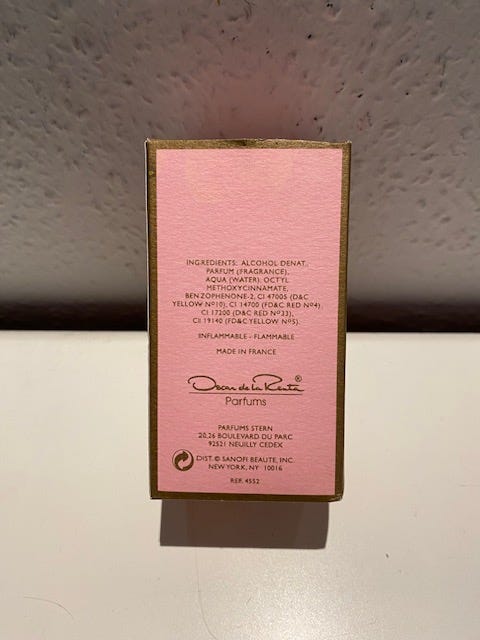 INGREDIENTS: ALCOHOL DENAT.,
PARFUM (FRAGRANCE),
AQUA (WATER), OCTYL
METHOXYCINNAMATE,
BENZOPHENONE-2, CI 47005 (D&C
YELLOW Nº10), CI 14700 (FD&C RED Nº4),
CI 17200 (D&C RED Nº33),
CI 19140 (FD&C YELLOW Nº5).
INFLAMMABLE - FLAMMABLE
MADE IN FRANCE
Oscar de la Renta®
Parfums
PARFUMS STERN
20,26 BOULEVARD DU PARC
92521 NEUILLY CEDEX
DIST. © SANOFI BEAUTE, INC.
NEW YORK, NY 10016
REF. 4552